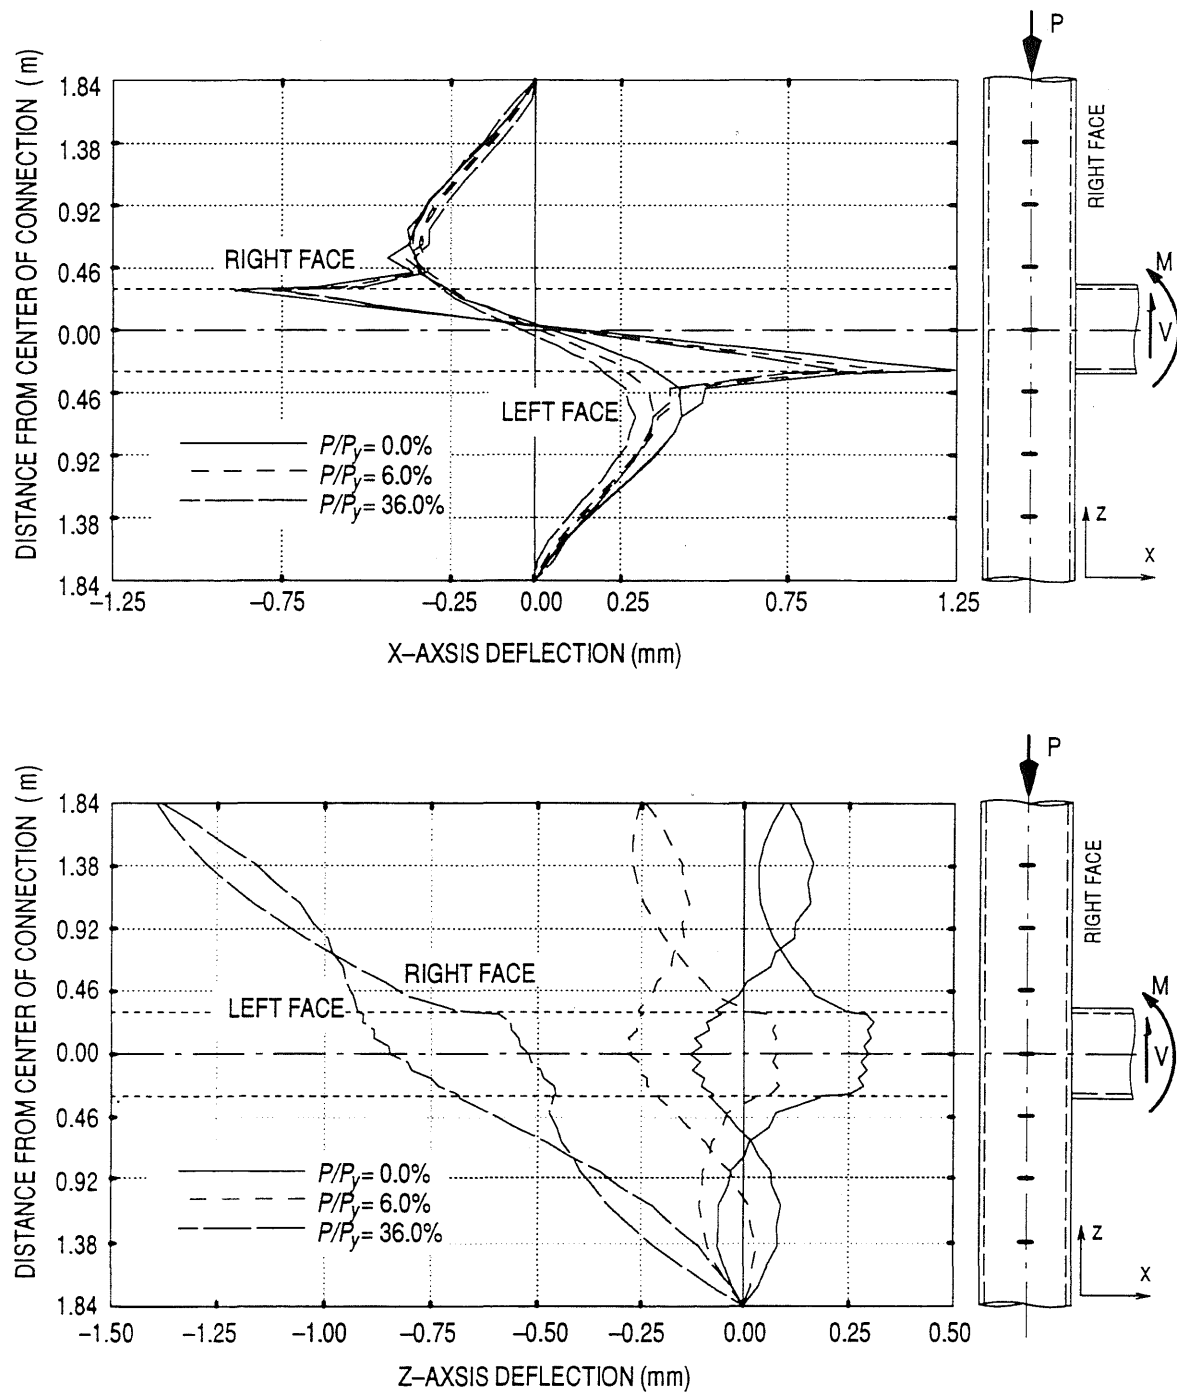 P
DISTANCE FROM CENTER OF CONNECTION (m)
1.84
1.38
0.92
0.46
0.00
0.46
0.92
1.38
1.84
RIGHT FACE
LEFT FACE
P/Py= 0.0%
P/Py= 6.0%
P/Py= 36.0%
−1.25
−0.75
−0.25
0.00
0.25
0.75
1.25
X–AXSIS DEFLECTION (mm)
RIGHT FACE
M
V
z
x
P
DISTANCE FROM CENTER OF CONNECTION (m)
1.84
1.38
0.92
0.46
0.00
0.46
0.92
1.38
1.84
RIGHT FACE
LEFT FACE
P/Py= 0.0%
P/Py= 6.0%
P/Py= 36.0%
−1.50
−1.25
−1.00
−0.75
−0.50
−0.25
0.00
0.25
0.50
Z–AXSIS DEFLECTION (mm)
RIGHT FACE
M
V
z
x